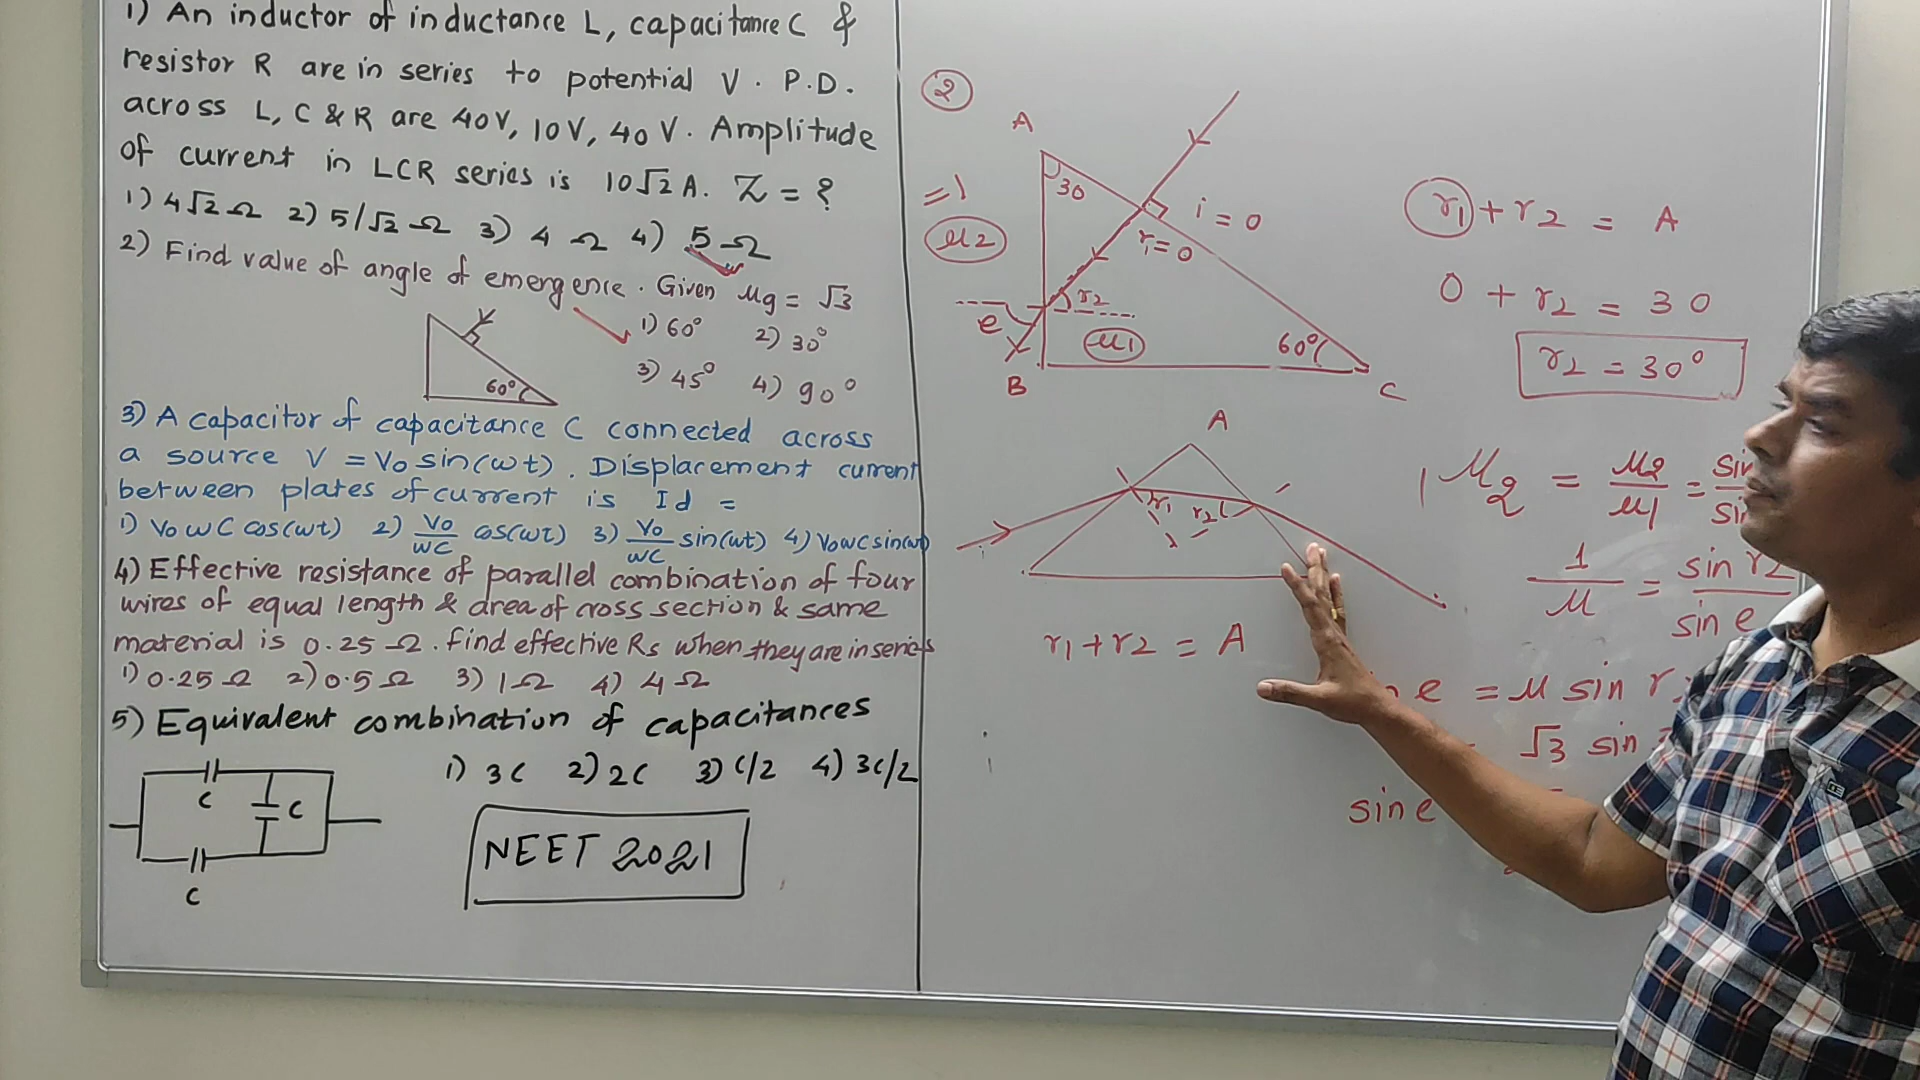 1) An inductor of inductance L, capacitance C &
resistor R are in series to potential V. P.D.
across L, C & R are 40V, 10V, 40V. Amplitude
of current in LCR series is 10√2 A. Z = ?
1) 4√2 Ω 2) 5/√2 Ω 3) 4 Ω 4) 5 Ω
2) Find value of angle of emergence. Given μg = √3
1) 60° 2) 30°
3) 45° 4) 90°
60°
3) A capacitor of capacitance C connected across
a source V = V0 sin(ωt). Displacement current
between plates of current is Id =
1) V0 ω C cos(ωt) 2) V0/ωC cos(ωt) 3) V0/ωC sin(ωt) 4) V0ωC sin(ωt)
4) Effective resistance of parallel combination of four
wires of equal length & area of cross section & same
material is 0.25 Ω. find effective Rs when they are in series
1) 0.25 Ω 2) 0.5 Ω 3) 1 Ω 4) 4 Ω
5) Equivalent combination of capacitances
1) 3C 2) 2C 3) C/2 4) 3C/2
C
C
C
NEET 2021
2
A
30
i = 0
r1 = 0
=1
μ2
r2
e
μ1
60°
B
C
A
r1
r2
i
r1 + r2 = A
r1 + r2 = A
0 + r2 = 30
r2 = 30°
1μ2 = μ2/μ1 =
1/μ = sin r2/sin e
e = μ sin r
√3 sin
sin e